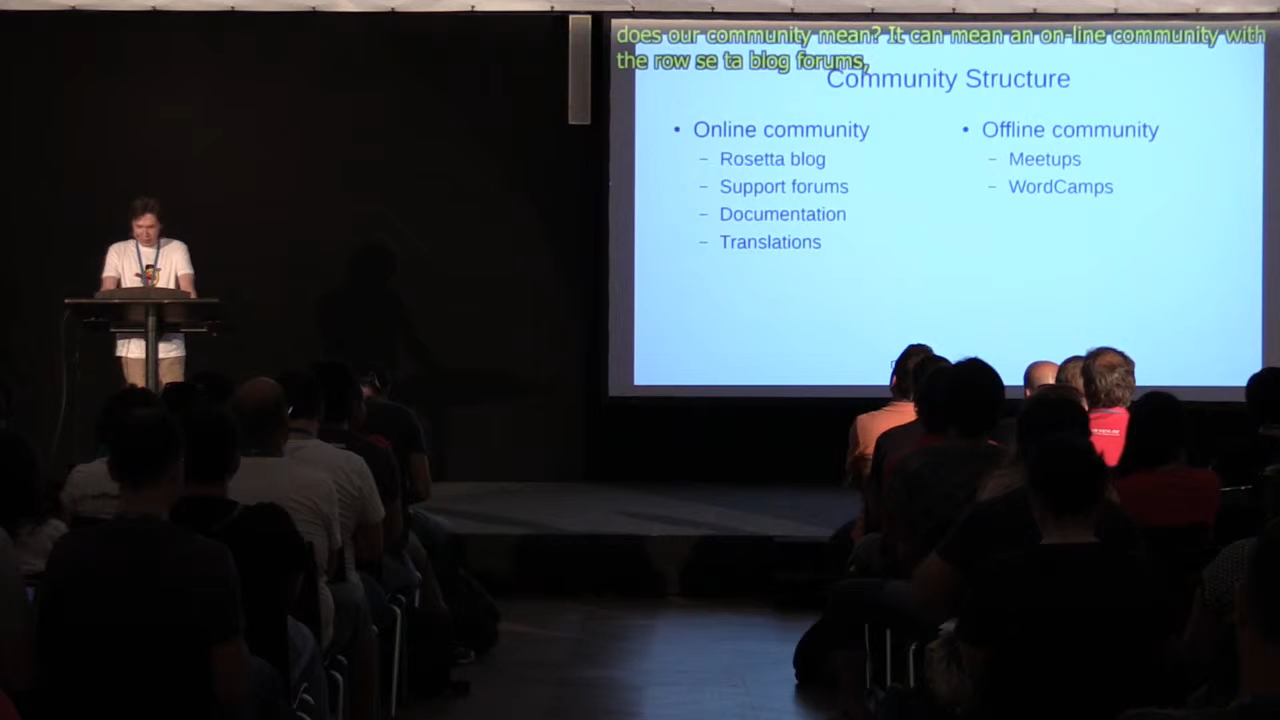 does our community mean? It can mean an on-line community with
the row se ta blog forums,
Community Structure
• Online community
– Rosetta blog
– Support forums
– Documentation
– Translations
• Offline community
– Meetups
– WordCamps